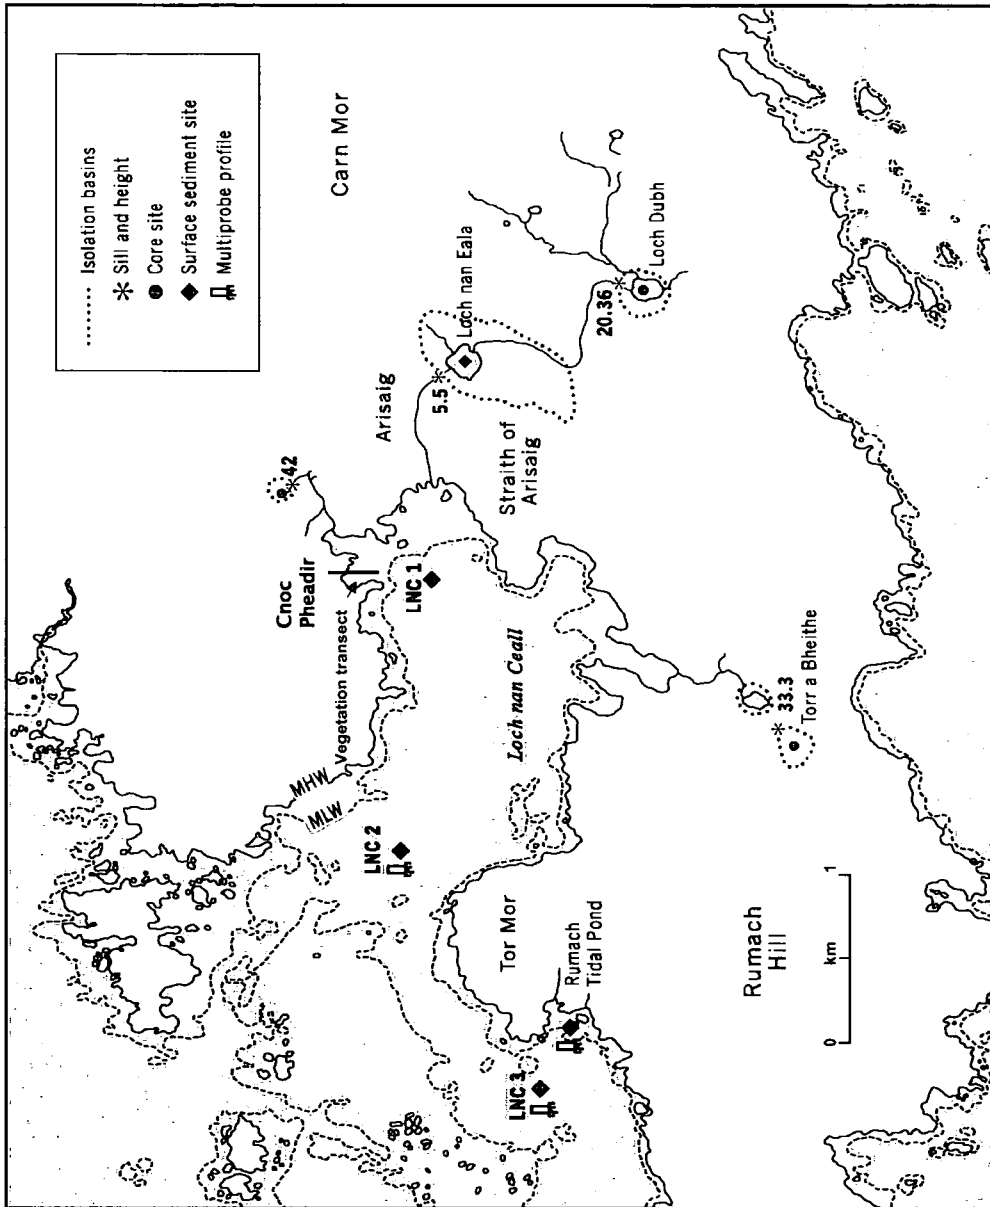 Isolation basins
Sill and height
Core site
Surface sediment site
Multiprobe profile
Carn Mor
Loch nan Eala
Loch Dubh
20.36
5.5
Arisaig
Straith of
Arisaig
42
Cnoc
Pheadir
Vegetation transect
LNC 1
MHW
MLW
Loch nan Ceall
LNC 2
33.3
Torr a Bheithe
Tor Mor
Rumach
Tidal Pond
LNC 3
Rumach
Hill
0
km
1